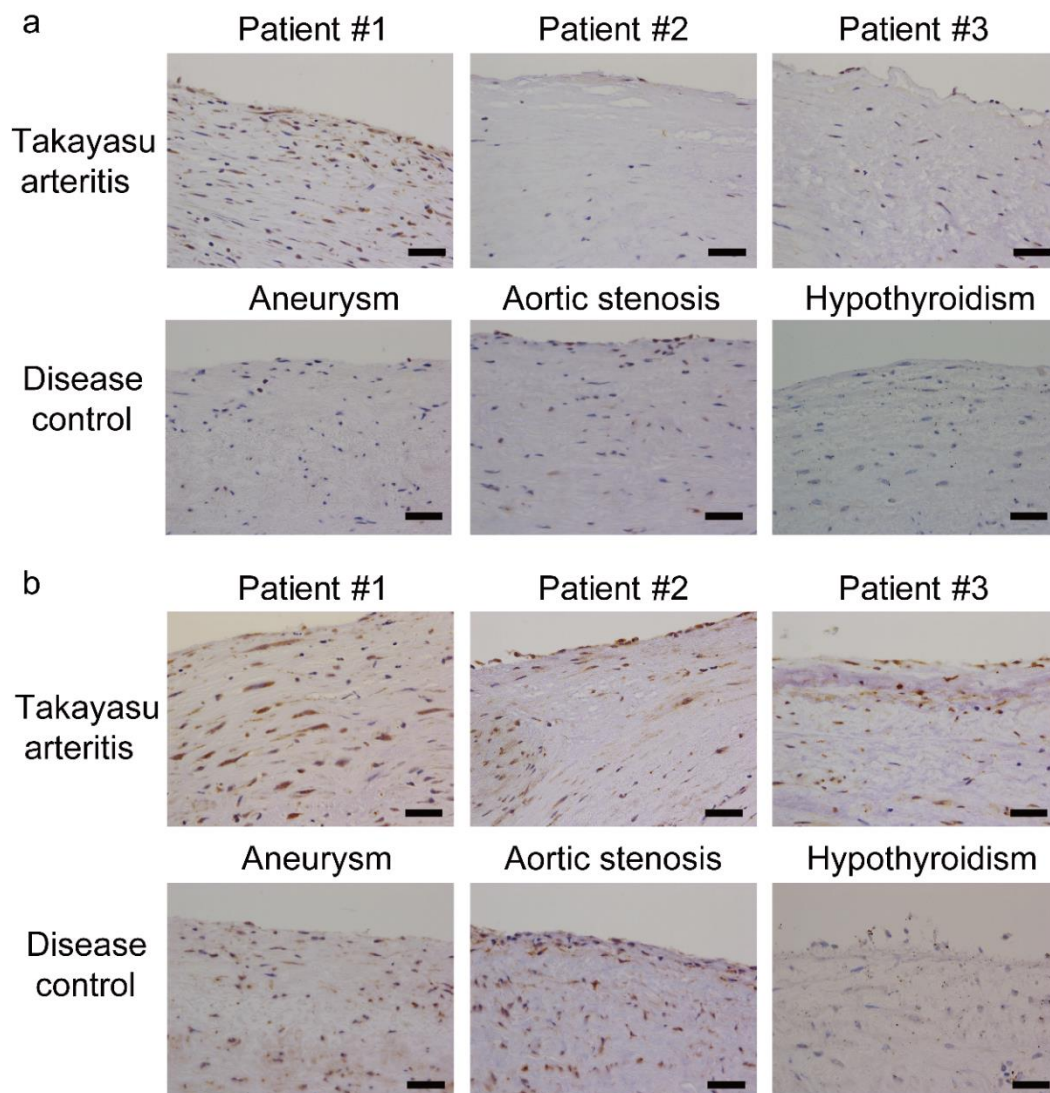 a
Patient #1 Patient #2 Patient #3
Takayasu
arteritis
Aneurysm Aortic stenosis Hypothyroidism
Disease
control
b
Patient #1 Patient #2 Patient #3
Takayasu
arteritis
Aneurysm Aortic stenosis Hypothyroidism
Disease
control